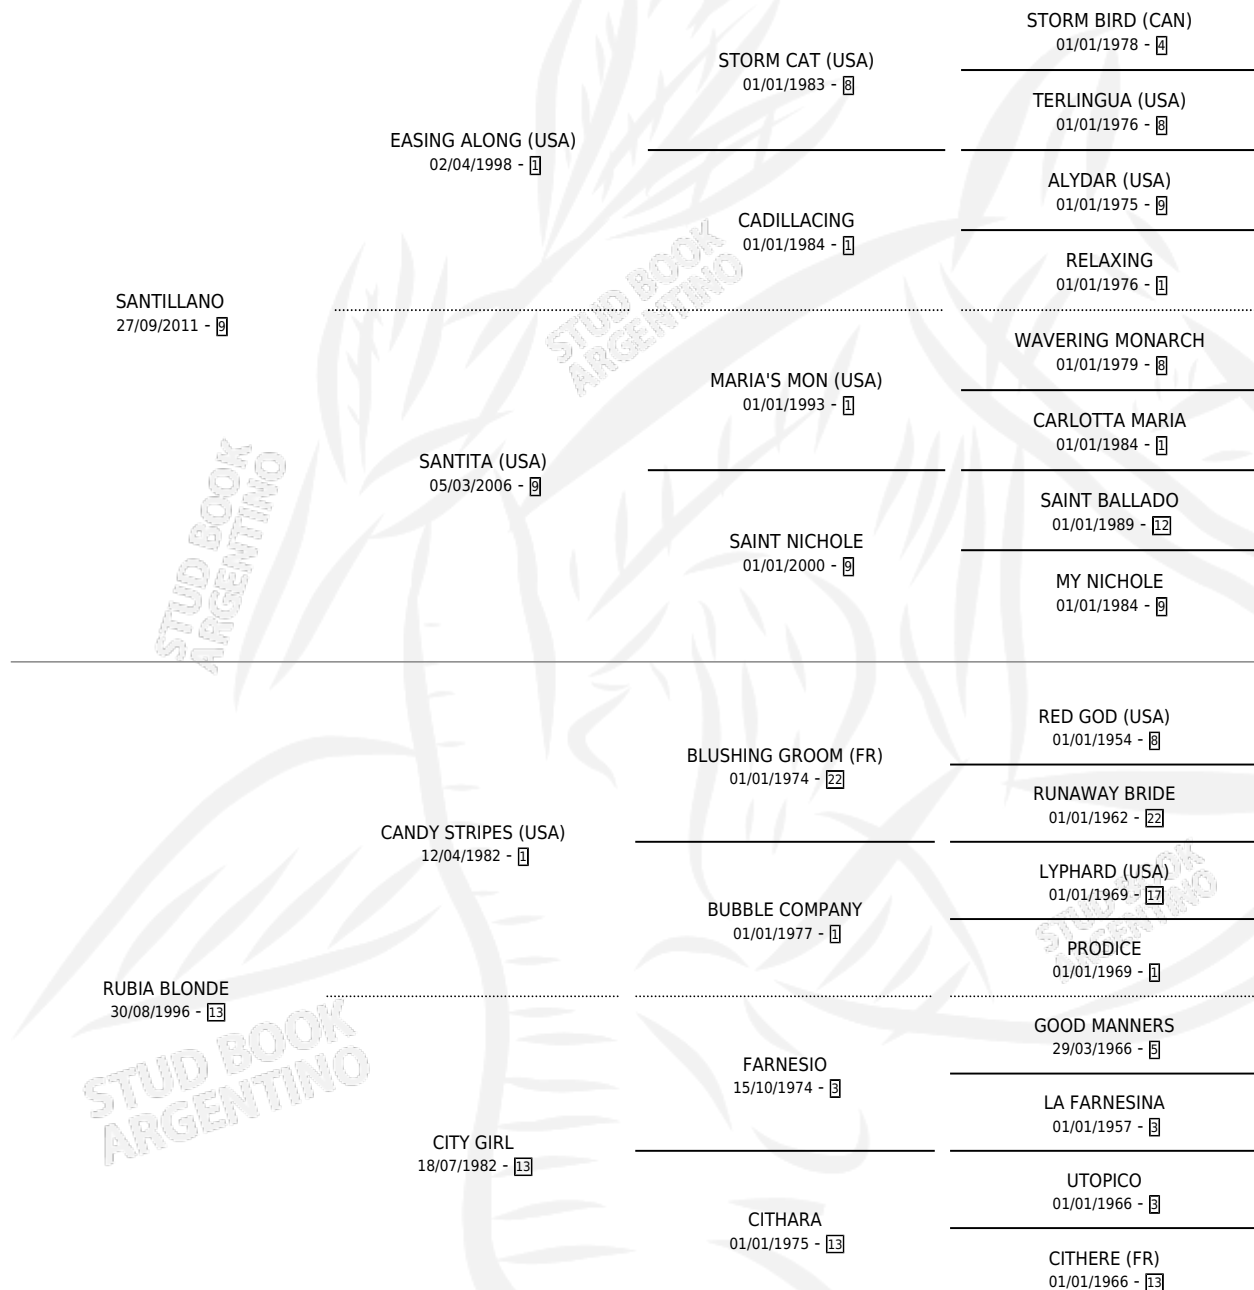 STORM BIRD (CAN)
01/01/1978 - 4
STORM CAT (USA)
01/01/1983 - 8
TERLINGUA (USA)
01/01/1976 - 8
EASING ALONG (USA)
02/04/1998 - 1
ALYDAR (USA)
01/01/1975 - 9
CADILLACING
01/01/1984 - 1
RELAXING
01/01/1976 - 1
SANTILLANO
27/09/2011 - 9
STUD BOOK
ARGENTINO
WAVERING MONARCH
01/01/1979 - 8
MARIA'S MON (USA)
01/01/1993 - 1
CARLOTTA MARIA
01/01/1984 - 1
SANTITA (USA)
05/03/2006 - 9
SAINT BALLADO
01/01/1989 - 12
SAINT NICHOLE
01/01/2000 - 9
MY NICHOLE
01/01/1984 - 9
STUD BOOK
ARGENTINO
RED GOD (USA)
01/01/1954 - 8
BLUSHING GROOM (FR)
01/01/1974 - 22
RUNAWAY BRIDE
01/01/1962 - 22
CANDY STRIPES (USA)
12/04/1982 - 1
LYPHARD (USA)
01/01/1969 - 17
BUBBLE COMPANY
01/01/1977 - 1
STUD BOOK
ARGENTINO
PRODICE
01/01/1969 - 1
RUBIA BLONDE
30/08/1996 - 13
GOOD MANNERS
29/03/1966 - 5
FARNESIO
15/10/1974 - 3
LA FARNESINA
01/01/1957 - 3
STUD BOOK
ARGENTINO
CITY GIRL
18/07/1982 - 13
UTOPICO
01/01/1966 - 3
CITHARA
01/01/1975 - 13
CITHERE (FR)
01/01/1966 - 13